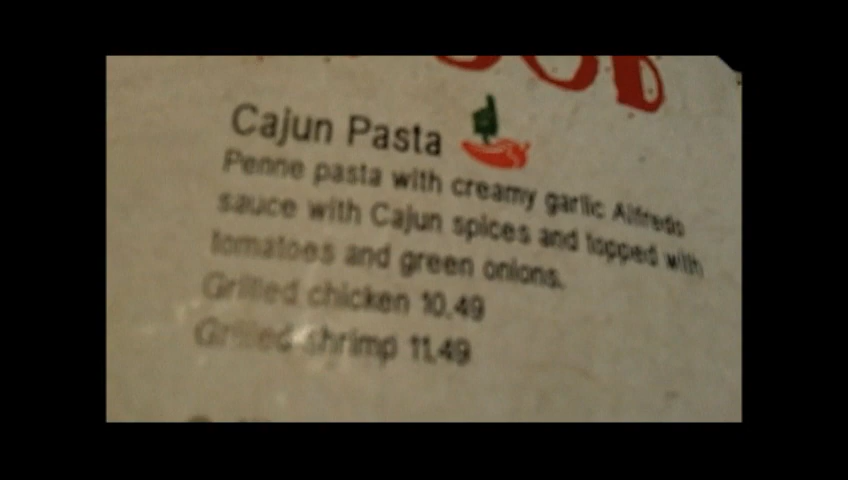 Cajun Pasta
Penne pasta with creamy garlic Alfredo
sauce with Cajun spices and topped with
tomatoes and green onions.
Grilled chicken 10.49
Grilled shrimp 11.49